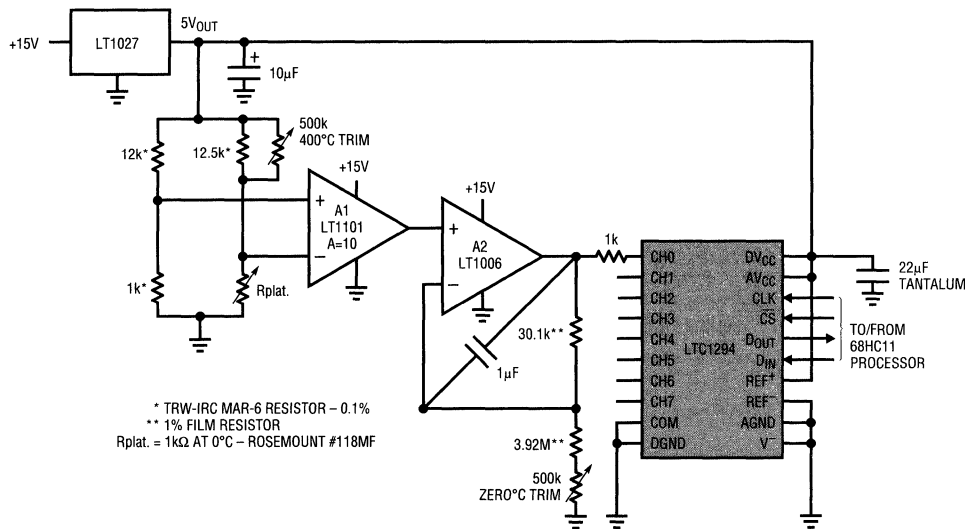 +15V
LT1027
5VOUT
+
10µF
500k
400°C TRIM
12k*
12.5k*
+15V
+
A1
LT1101
A=10
−
1k*
Rplat.
+15V
+
A2
LT1006
−
1k
30.1k**
1µF
3.92M**
500k
ZERO°C TRIM
CH0
CH1
CH2
CH3
CH4
CH5
CH6
CH7
COM
DGND
LTC1294
DVCC
AVCC
CLK
CS
DOUT
DIN
REF+
REF−
AGND
V−
22µF
TANTALUM
TO/FROM
68HC11
PROCESSOR
* TRW-IRC MAR-6 RESISTOR – 0.1%
** 1% FILM RESISTOR
Rplat. = 1kΩ AT 0°C – ROSEMOUNT #118MF